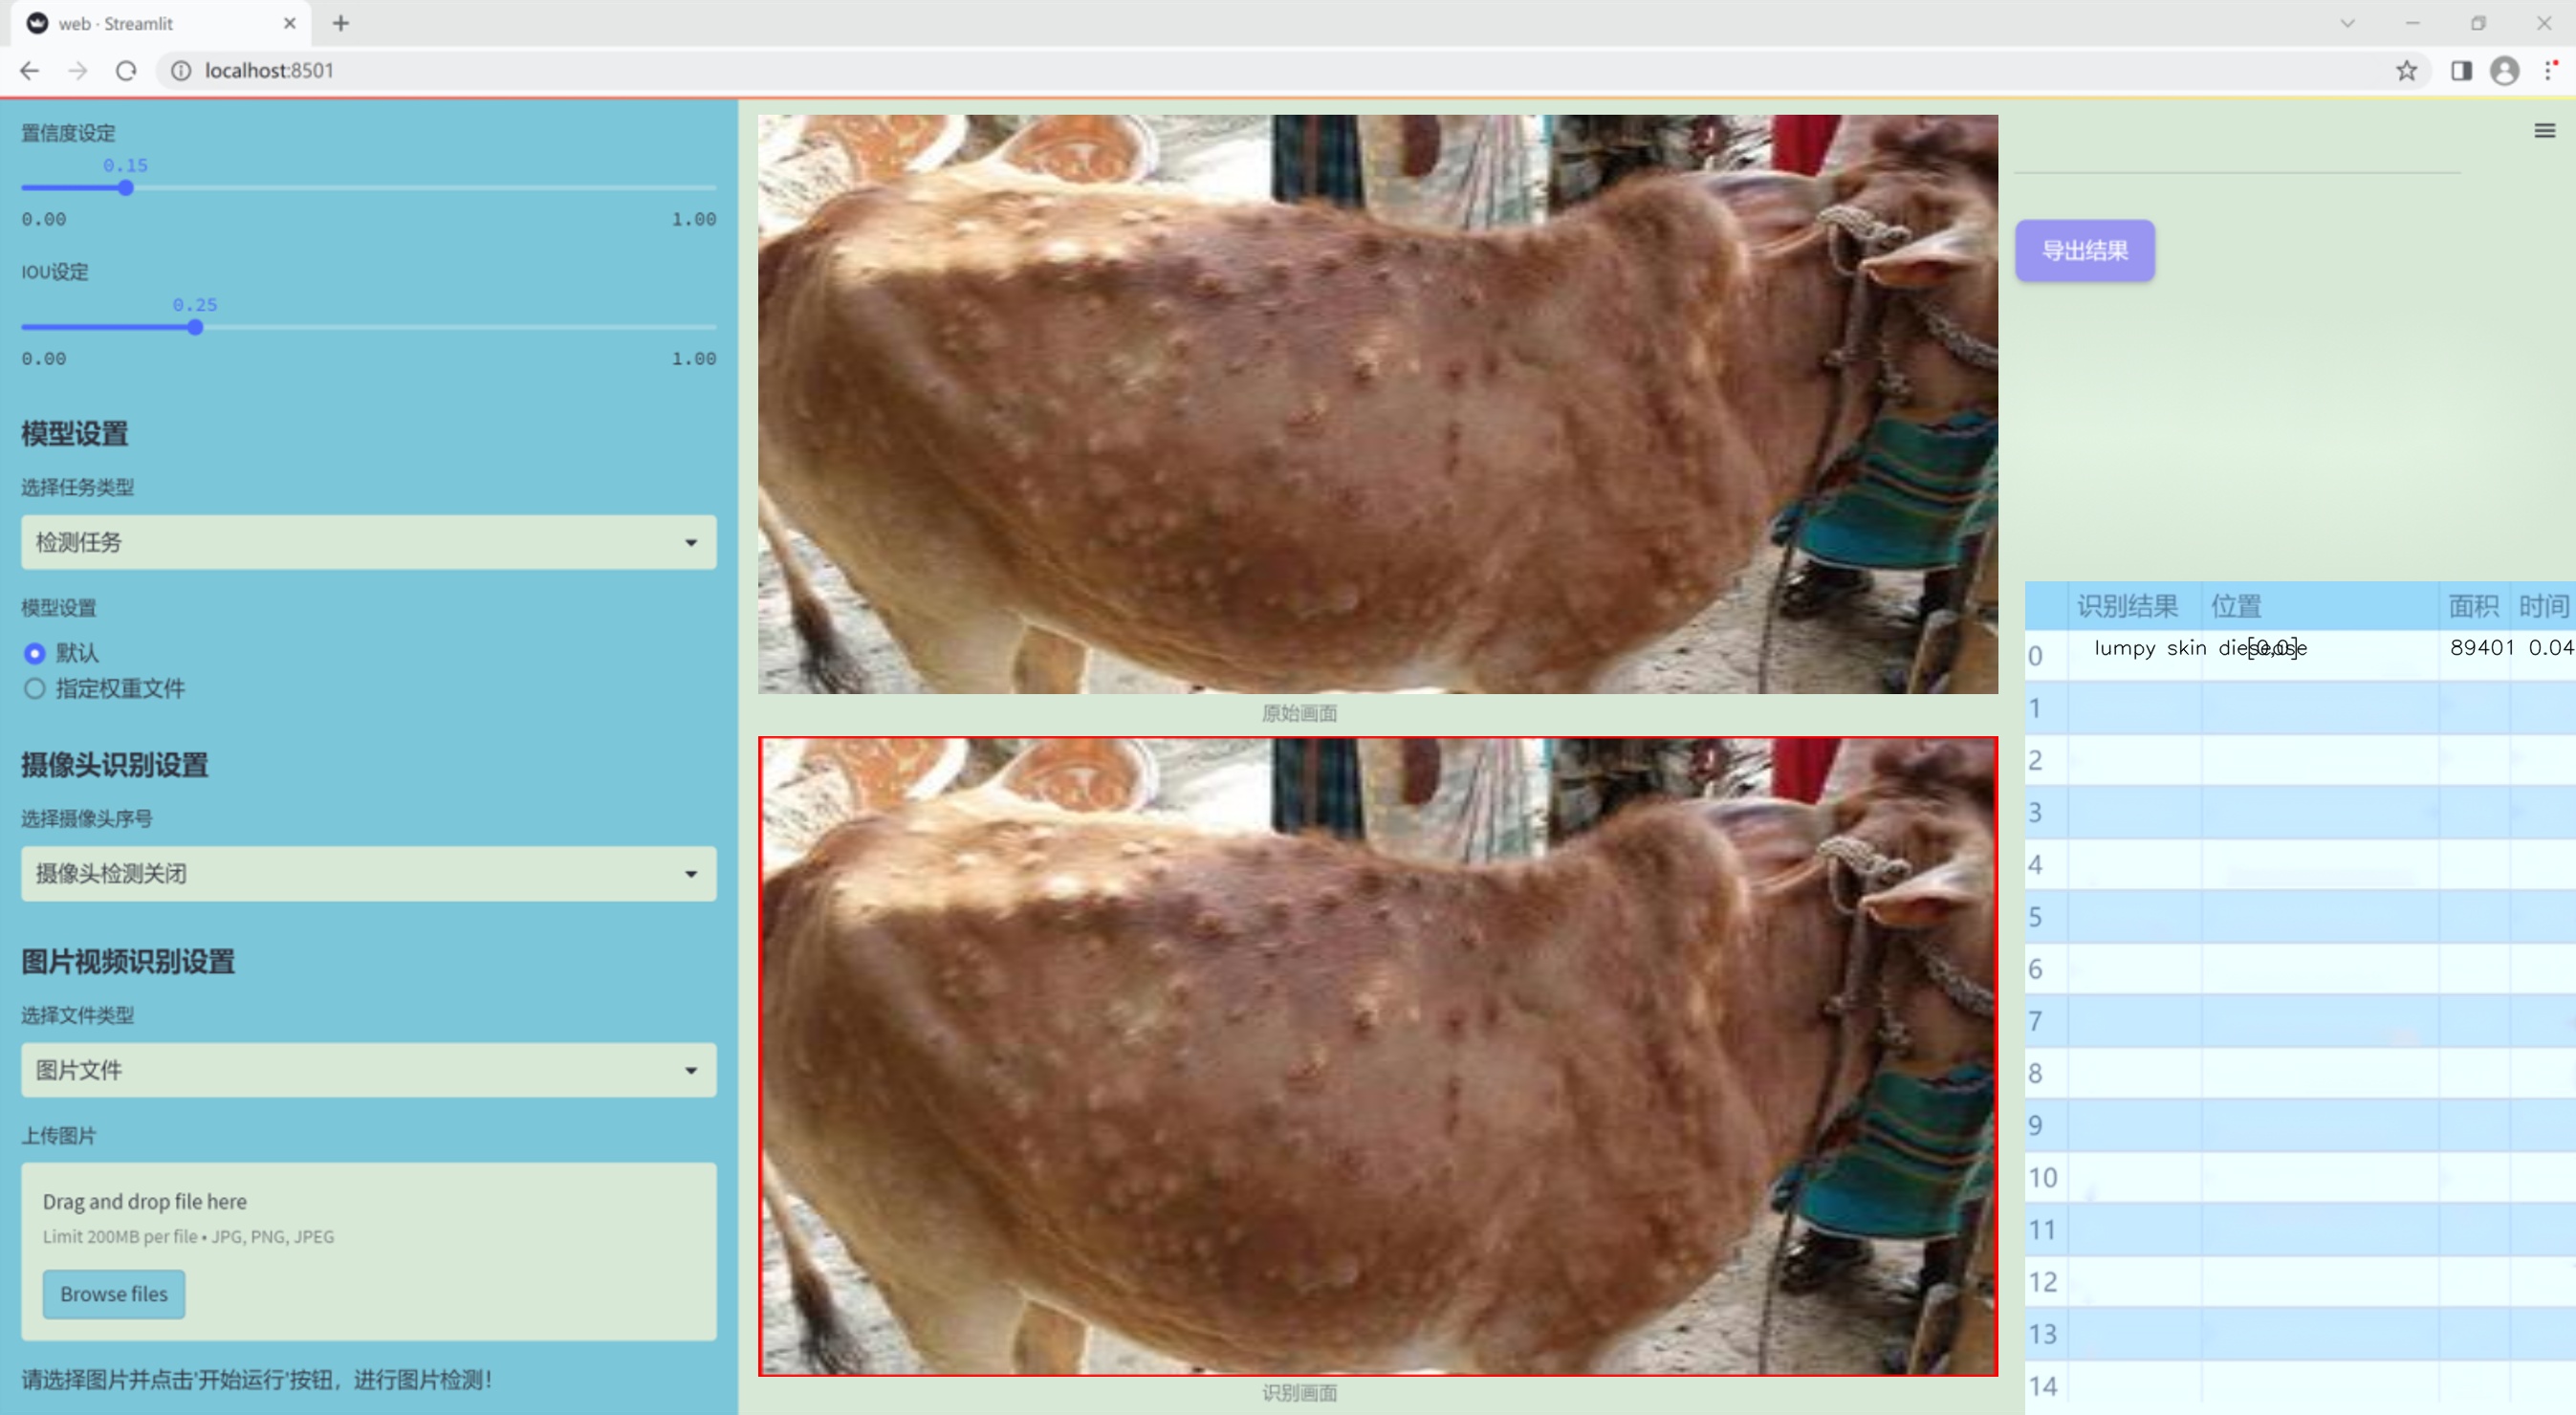 web · Streamlit
localhost:8501
置信度设定
0.15
0.00 1.00
IOU设定
0.25
0.00 1.00
模型设置
选择任务类型
检测任务
模型设置
默认
指定权重文件
摄像头识别设置
选择摄像头序号
摄像头检测关闭
图片视频识别设置
选择文件类型
图片文件
上传图片
Drag and drop file here
Limit 200MB per file • JPG, PNG, JPEG
Browse files
请选择图片并点击'开始运行'按钮，进行图片检测！
原始画面
识别画面
导出结果
识别结果 位置 面积 时间
0 lumpy skin [0,0] 89401 0.04
1
2
3
4
5
6
7
8
9
10
11
12
13
14